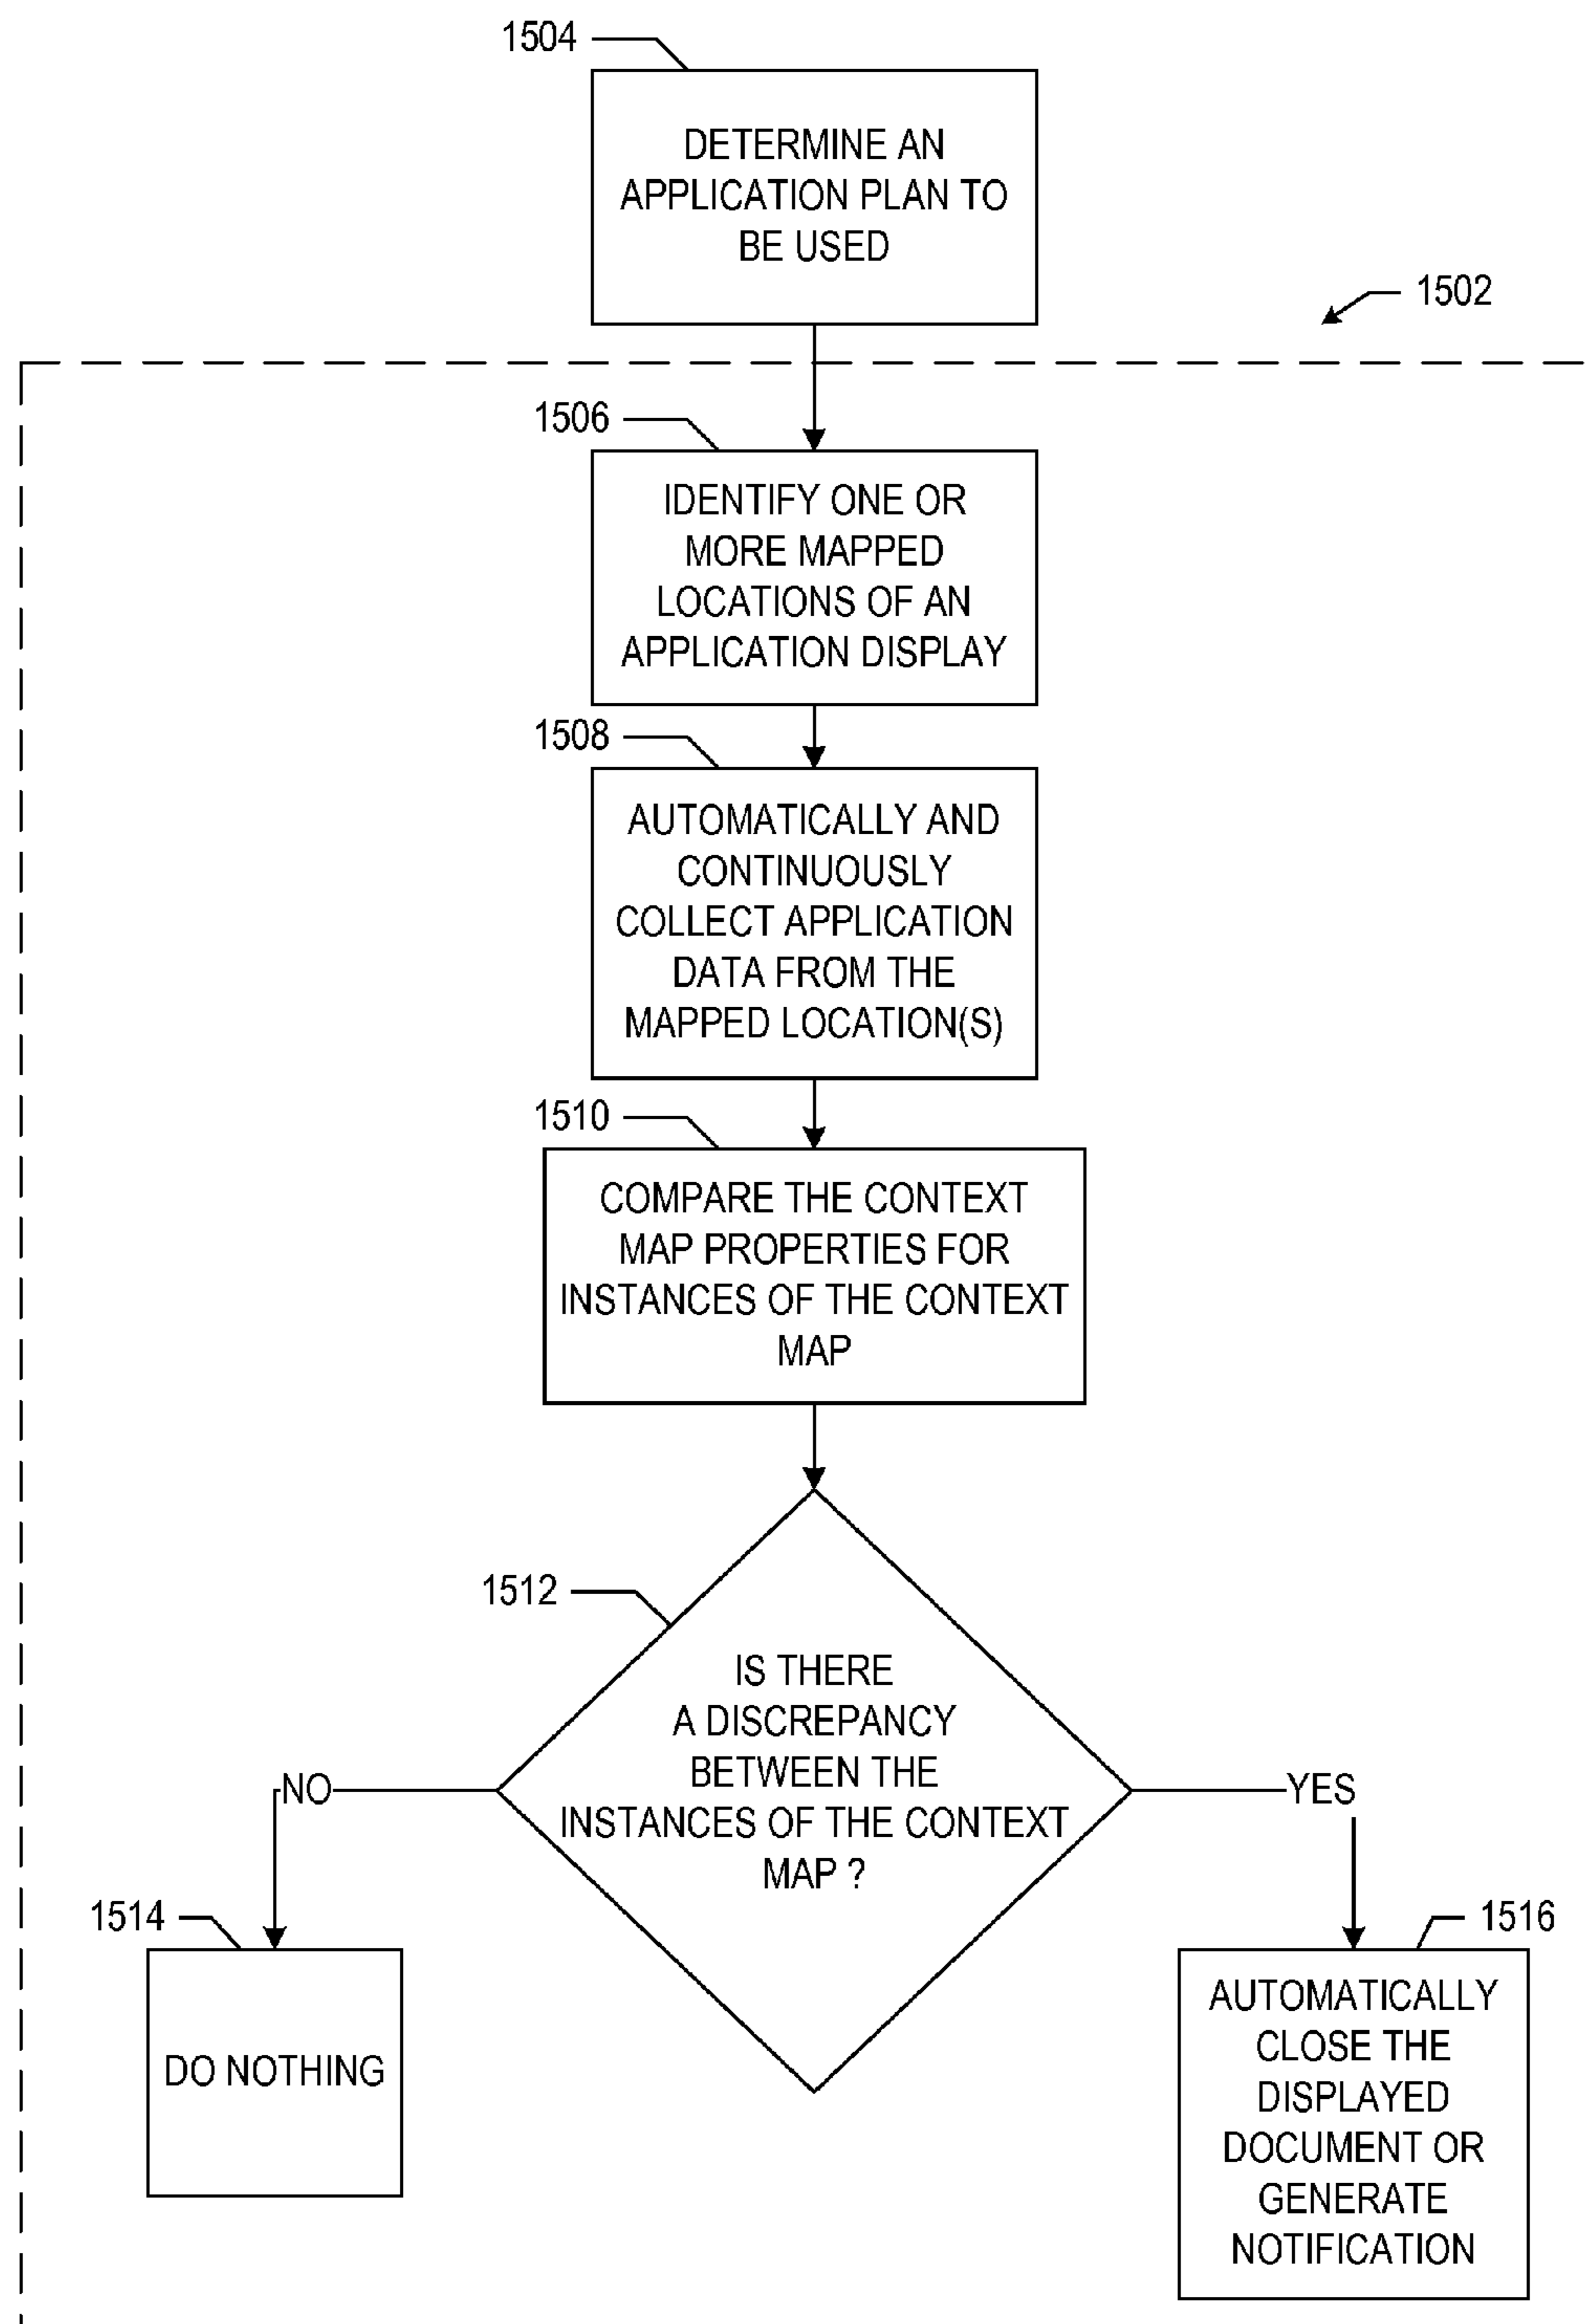 1504
DETERMINE AN
APPLICATION PLAN TO
BE USED
1502
1506
IDENTIFY ONE OR
MORE MAPPED
LOCATIONS OF AN
APPLICATION DISPLAY
1508
AUTOMATICALLY AND
CONTINUOUSLY
COLLECT APPLICATION
DATA FROM THE
MAPPED LOCATION(S)
1510
COMPARE THE CONTEXT
MAP PROPERTIES FOR
INSTANCES OF THE CONTEXT
MAP
1512
IS THERE
A DISCREPANCY
BETWEEN THE
INSTANCES OF THE CONTEXT
MAP ?
NO
YES
1514
DO NOTHING
1516
AUTOMATICALLY
CLOSE THE
DISPLAYED
DOCUMENT OR
GENERATE
NOTIFICATION